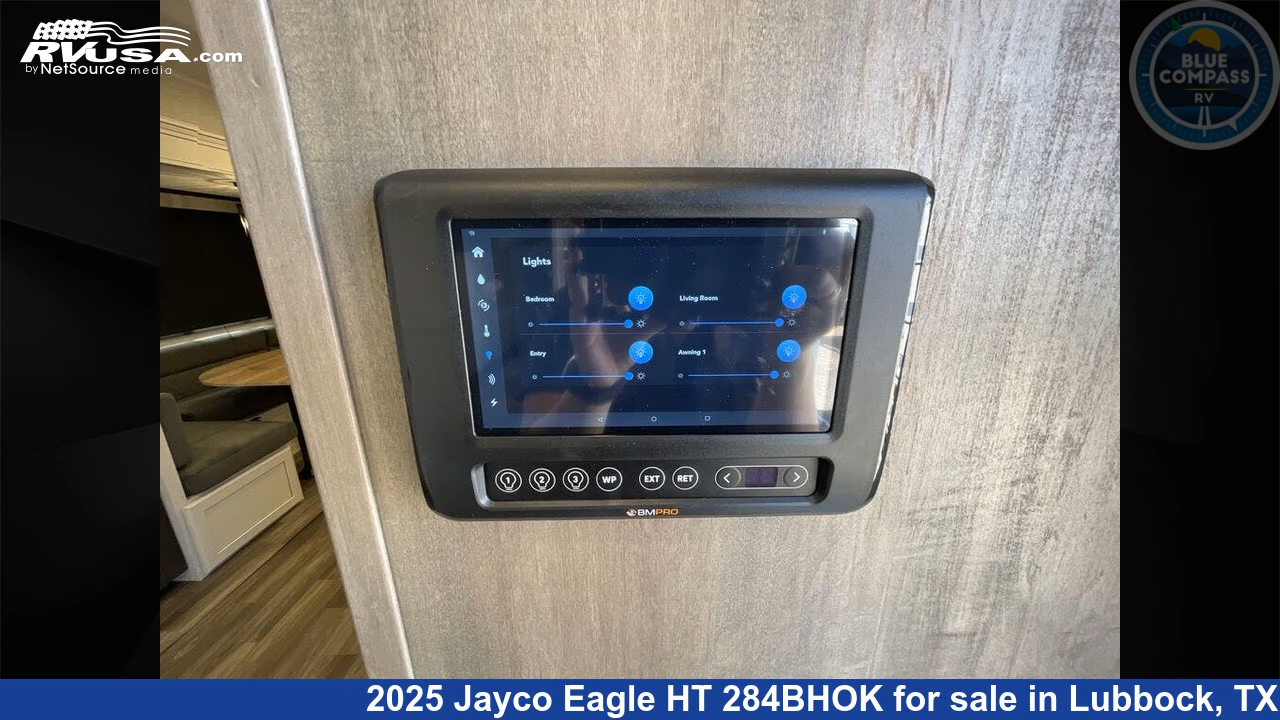 RVUSA.com
by NetSource media
BLUE
COMPASS
RV
Lights
Bedroom
Living Room
Entry
Awning 1
1 2 3 WP EXT RET
BMPRO
2025 Jayco Eagle HT 284BHOK for sale in Lubbock, TX